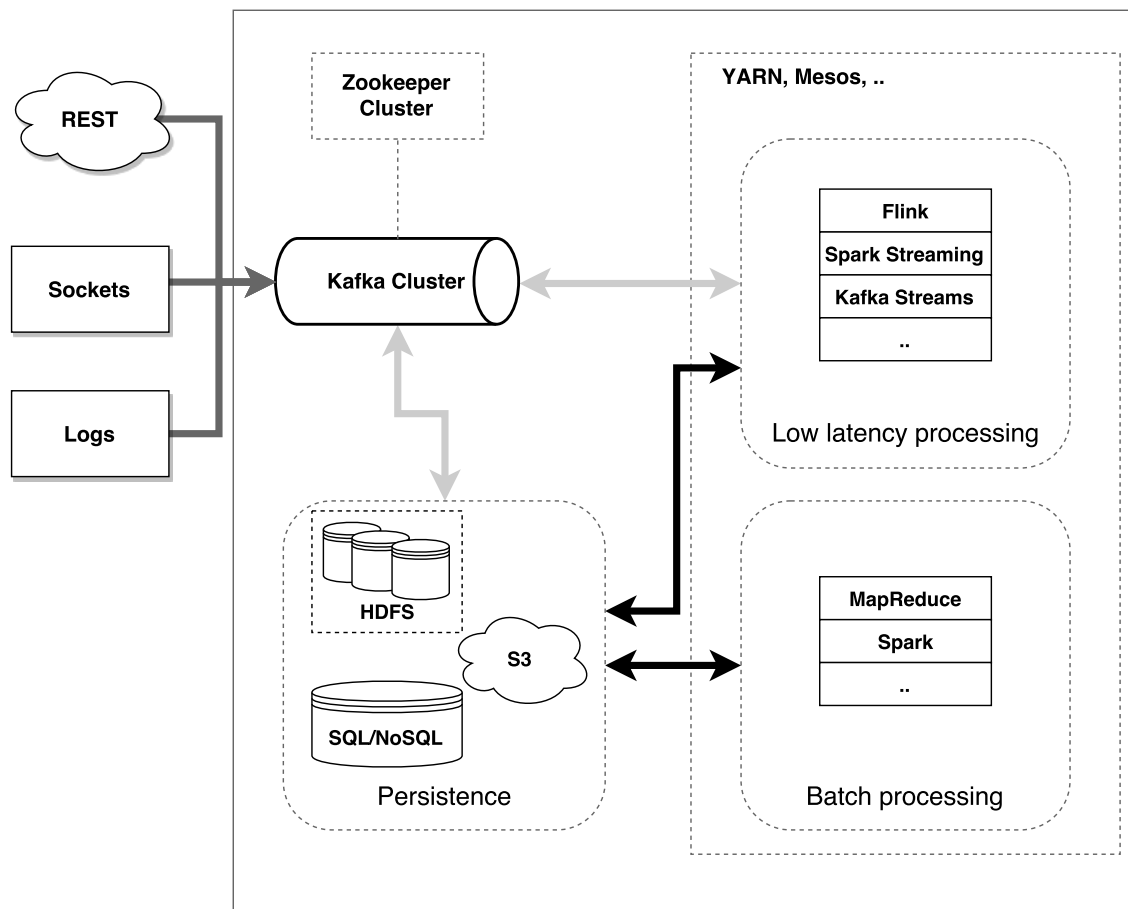 REST
Sockets
Logs
Zookeeper
Cluster
Kafka Cluster
YARN, Mesos, ..
Flink
Spark Streaming
Kafka Streams
..
Low latency processing
HDFS
S3
SQL/NoSQL
Persistence
MapReduce
Spark
..
Batch processing